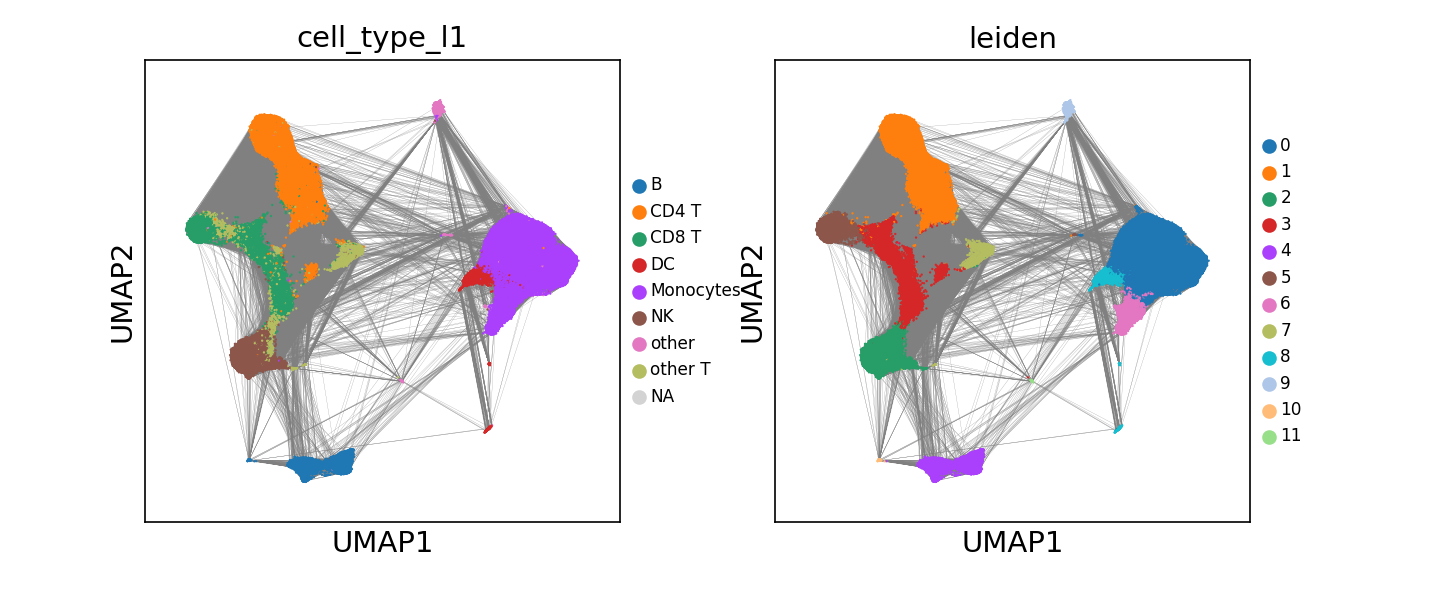 cell_type_l1
UMAP2
UMAP1
B
CD4 T
CD8 T
DC
Monocytes
NK
other
other T
NA
leiden
UMAP2
UMAP1
0
1
2
3
4
5
6
7
8
9
10
11